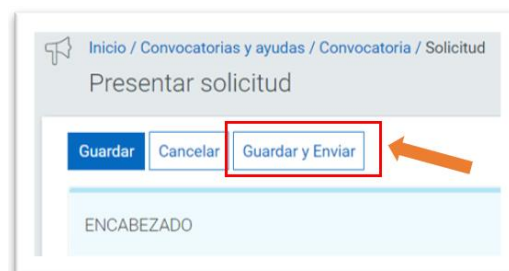 Inicio / Convocatorias y ayudas / Convocatoria / Solicitud
Presentar solicitud
Guardar Cancelar Guardar y Enviar
ENCABEZADO